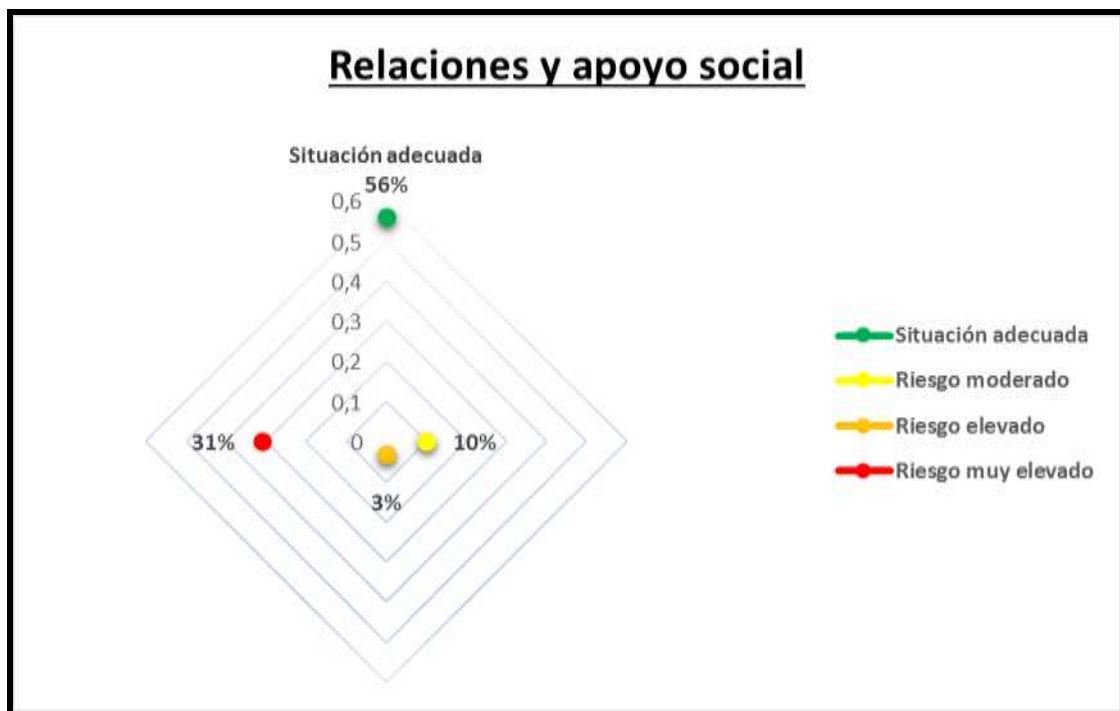 Relaciones y apoyo social
Situación adecuada
56%
0,6
0,5
0,4
0,3
0,2
0,1
0
31%
10%
3%
Situación adecuada
Riesgo moderado
Riesgo elevado
Riesgo muy elevado